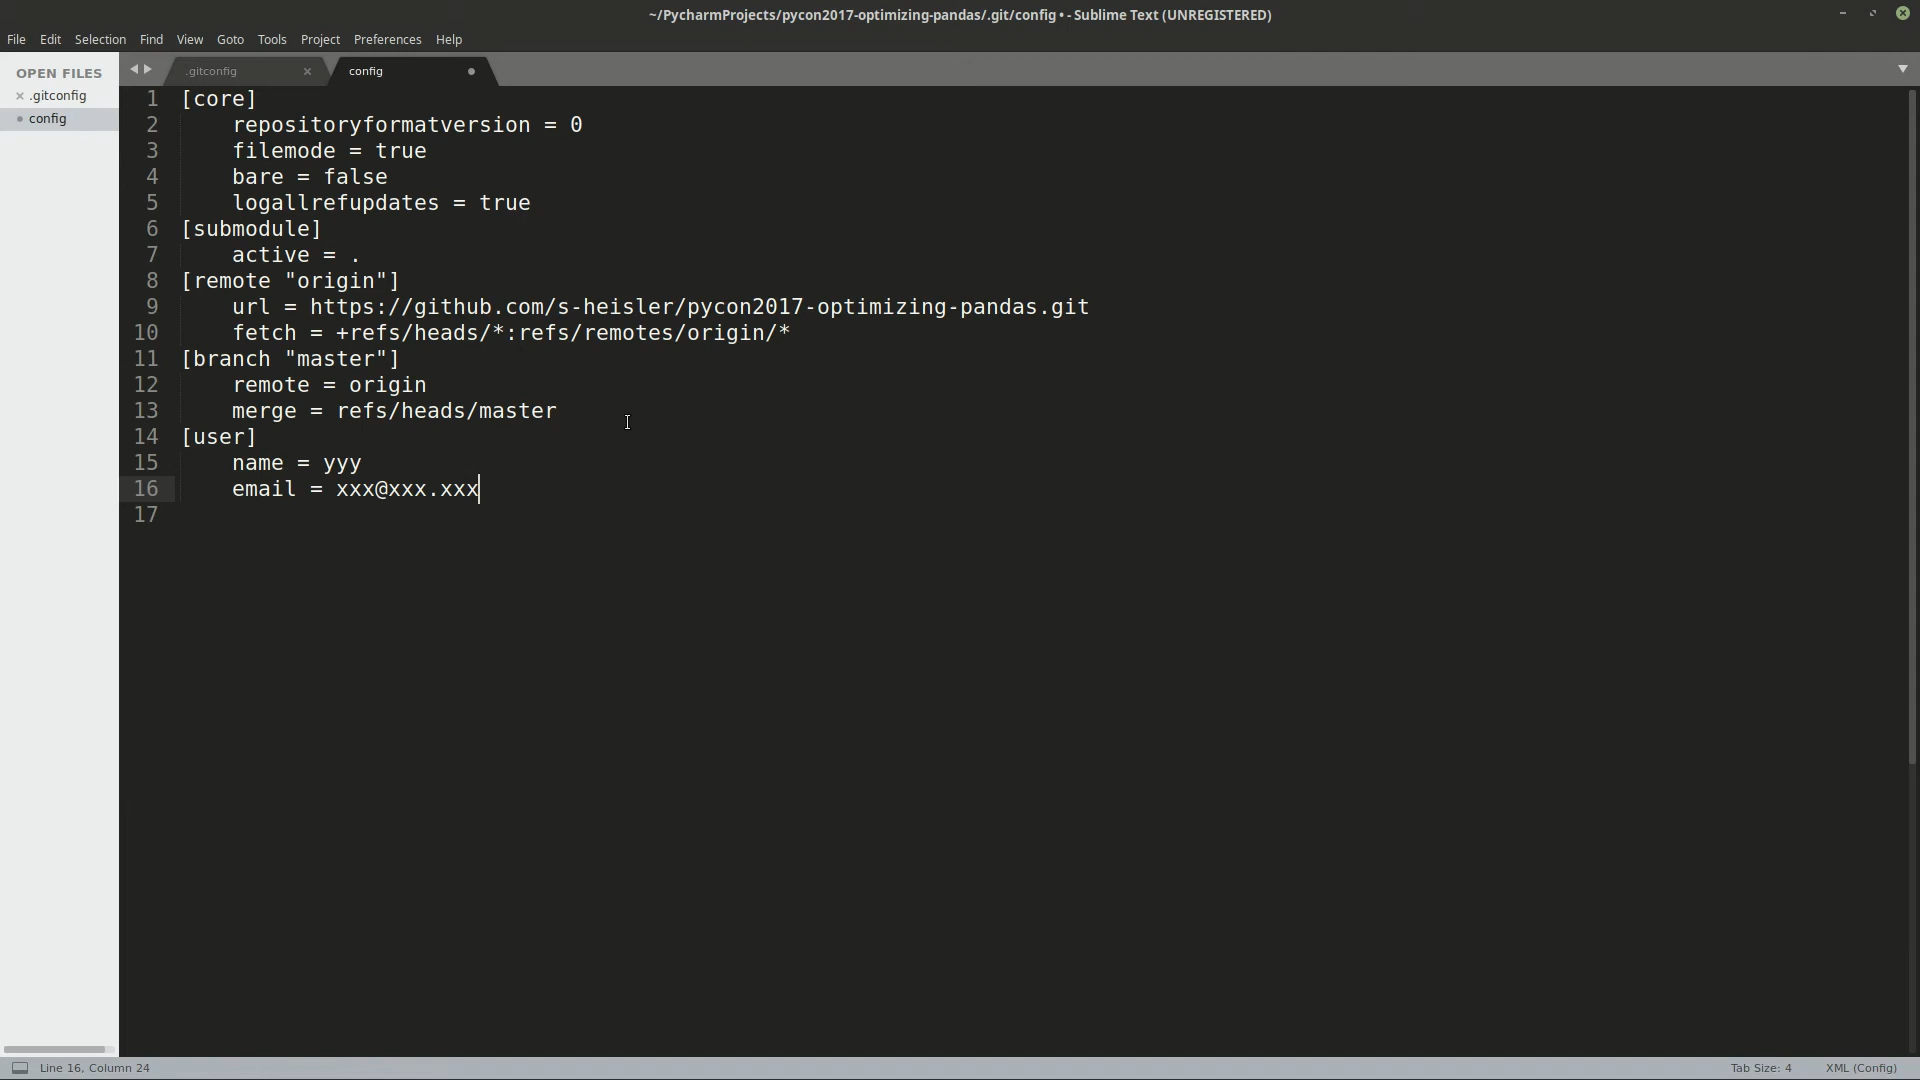 ~/PycharmProjects/pycon2017-optimizing-pandas/.git/config • - Sublime Text (UNREGISTERED)
File Edit Selection Find View Goto Tools Project Preferences Help
OPEN FILES
.gitconfig
config
.gitconfig
config
1 [core]
2 repositoryformatversion = 0
3 filemode = true
4 bare = false
5 logallrefupdates = true
6 [submodule]
7 active = .
8 [remote "origin"]
9 url = https://github.com/s-heisler/pycon2017-optimizing-pandas.git
10 fetch = +refs/heads/*:refs/remotes/origin/*
11 [branch "master"]
12 remote = origin
13 merge = refs/heads/master
14 [user]
15 name = yyy
16 email = xxx@xxx.xxx
17
Line 16, Column 24
Tab Size: 4
XML (Config)